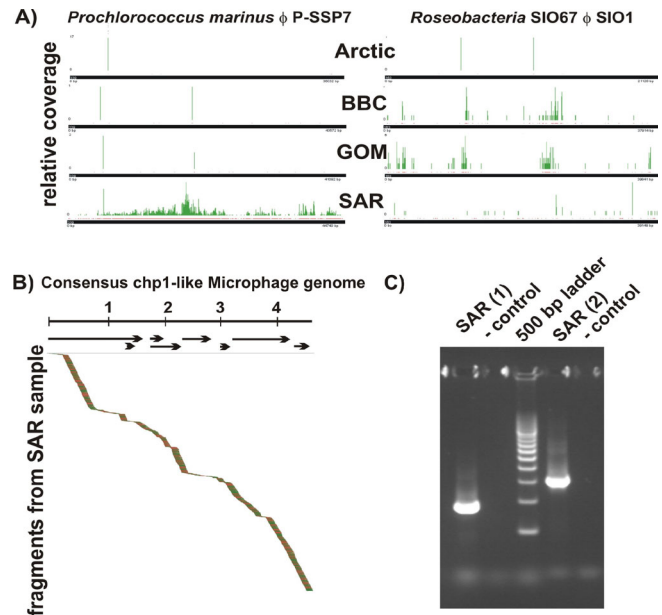 A)
Prochlorococcus marinus ϕ P-SSP7
Roseobacteria SIO67 ϕ SIO1
relative coverage
Arctic
BBC
GOM
SAR
B)
Consensus chp1-like Microphage genome
1 2 3 4
fragments from SAR sample
C)
SAR (1)
- control
500 bp ladder
SAR (2)
- control